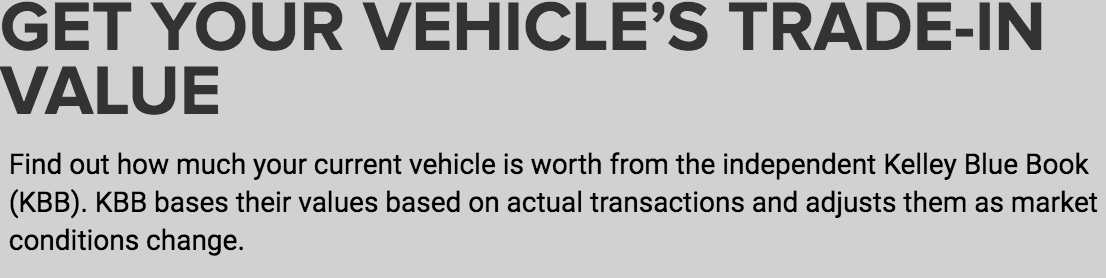 GET YOUR VEHICLE’S TRADE-IN
VALUE
Find out how much your current vehicle is worth from the independent Kelley Blue Book
(KBB). KBB bases their values based on actual transactions and adjusts them as market
conditions change.